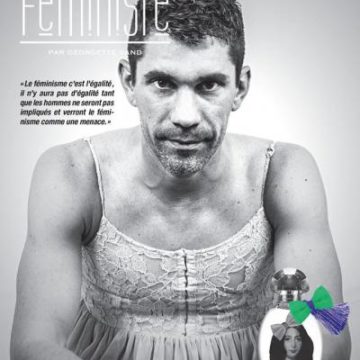 Féministe
PAR GEORGETTE SAND
« Le féminisme c'est l'égalité,
il n'y aura pas d'égalité tant
que les hommes ne seront pas
impliqués et verront le fémi-
nisme comme une menace. »